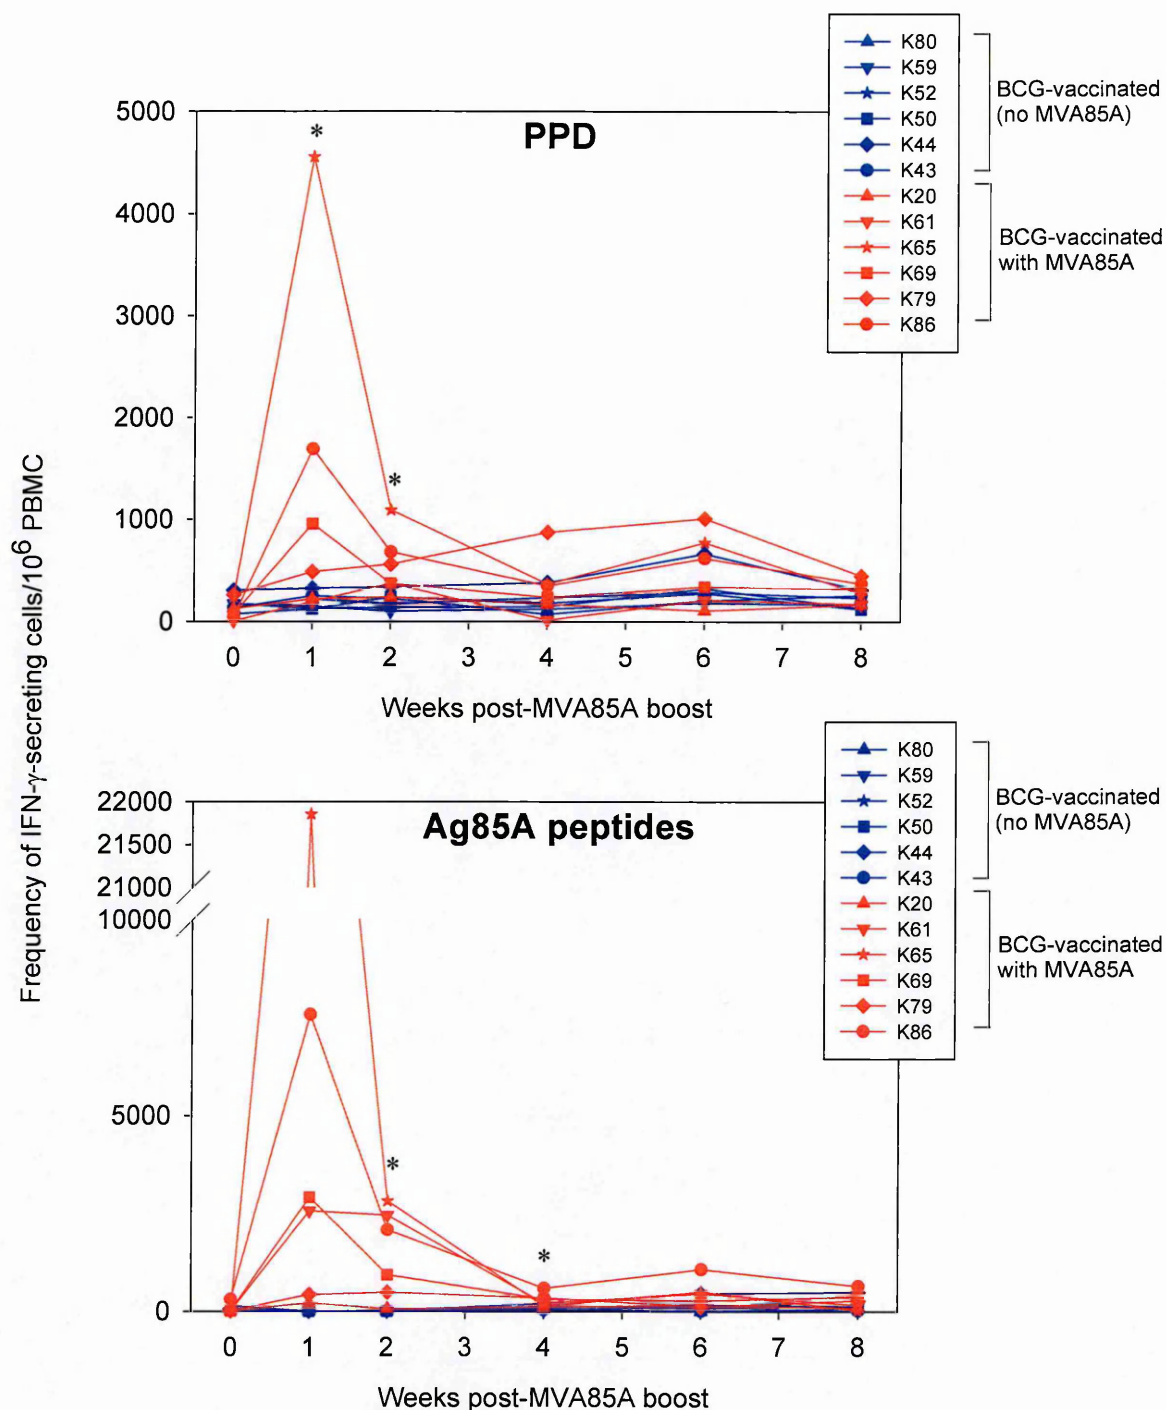 K80
K59
K52
K50
K44
K43
K20
K61
K65
K69
K79
K86
BCG-vaccinated
(no MVA85A)
BCG-vaccinated
with MVA85A
PPD
5000
4000
3000
2000
1000
0
*
*
0 1 2 3 4 5 6 7 8
Weeks post-MVA85A boost
Frequency of IFN-γ-secreting cells/10⁶ PBMC
K80
K59
K52
K50
K44
K43
K20
K61
K65
K69
K79
K86
BCG-vaccinated
(no MVA85A)
BCG-vaccinated
with MVA85A
Ag85A peptides
22000
21500
21000
10000
5000
0
*
*
0 1 2 3 4 5 6 7 8
Weeks post-MVA85A boost